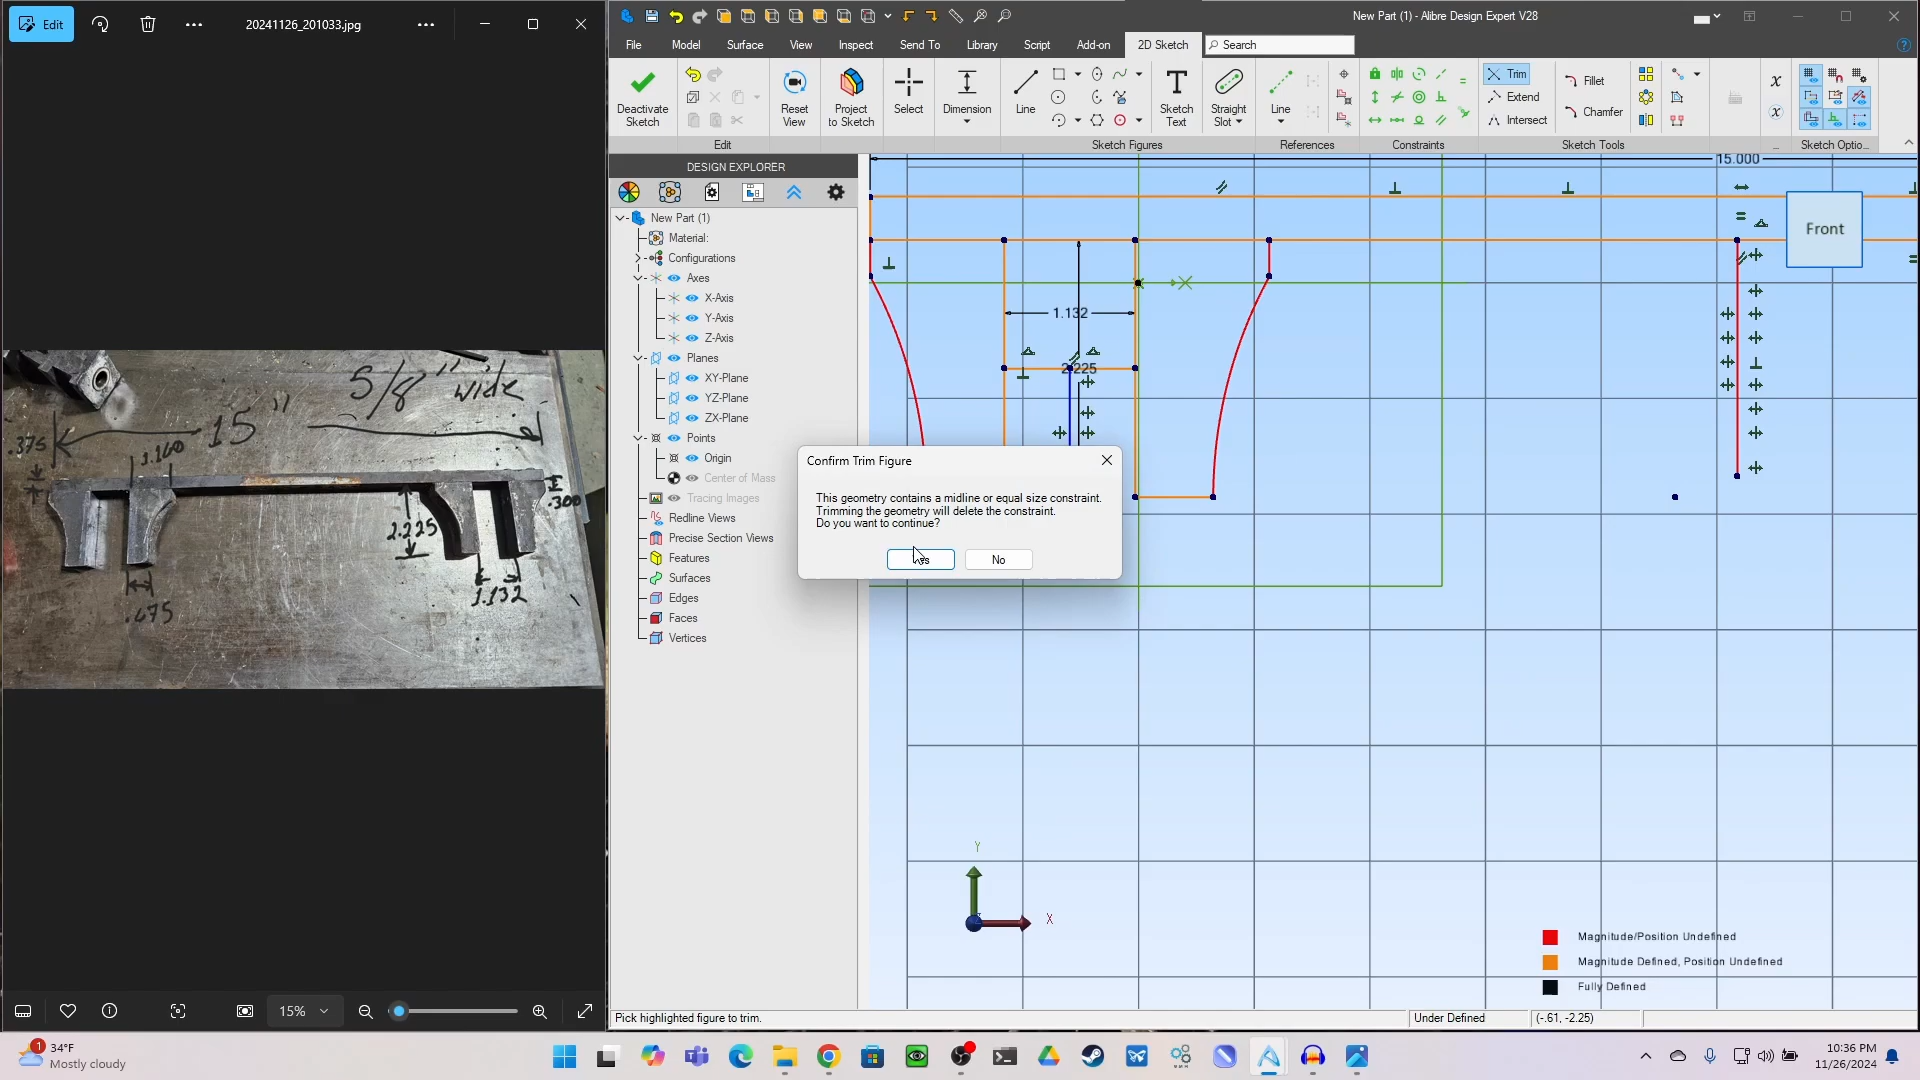 Edit
20241126_201033.jpg
5/8" wide
15"
.375
2.225
.300
1.132
.675
15%
New Part (1) - Alibre Design Expert V28
File
Model
Surface
View
Inspect
Send To
Library
Script
Add-on
2D Sketch
Search
Deactivate
Sketch
Reset
View
Project
to Sketch
Select
Dimension
Line
Sketch
Text
Straight
Slot
Line
Trim
Extend
Intersect
Fillet
Chamfer
Edit
Sketch Figures
References
Constraints
Sketch Tools
...
Sketch Optio...
DESIGN EXPLORER
New Part (1)
Material:
Configurations
Axes
X-Axis
Y-Axis
Z-Axis
Planes
XY-Plane
YZ-Plane
ZX-Plane
Points
Origin
Center of Mass
Tracing Images
Redline Views
Precise Section Views
Features
Surfaces
Edges
Faces
Vertices
15.000
Front
1.132
2.225
Confirm Trim Figure
This geometry contains a midline or equal size constraint.
Trimming the geometry will delete the constraint.
Do you want to continue?
No
Y
X
Magnitude/Position Undefined
Magnitude Defined, Position Undefined
Fully Defined
Pick highlighted figure to trim.
Under Defined
(-.61, -2.25)
1
34°F
Mostly cloudy
10:36 PM
11/26/2024